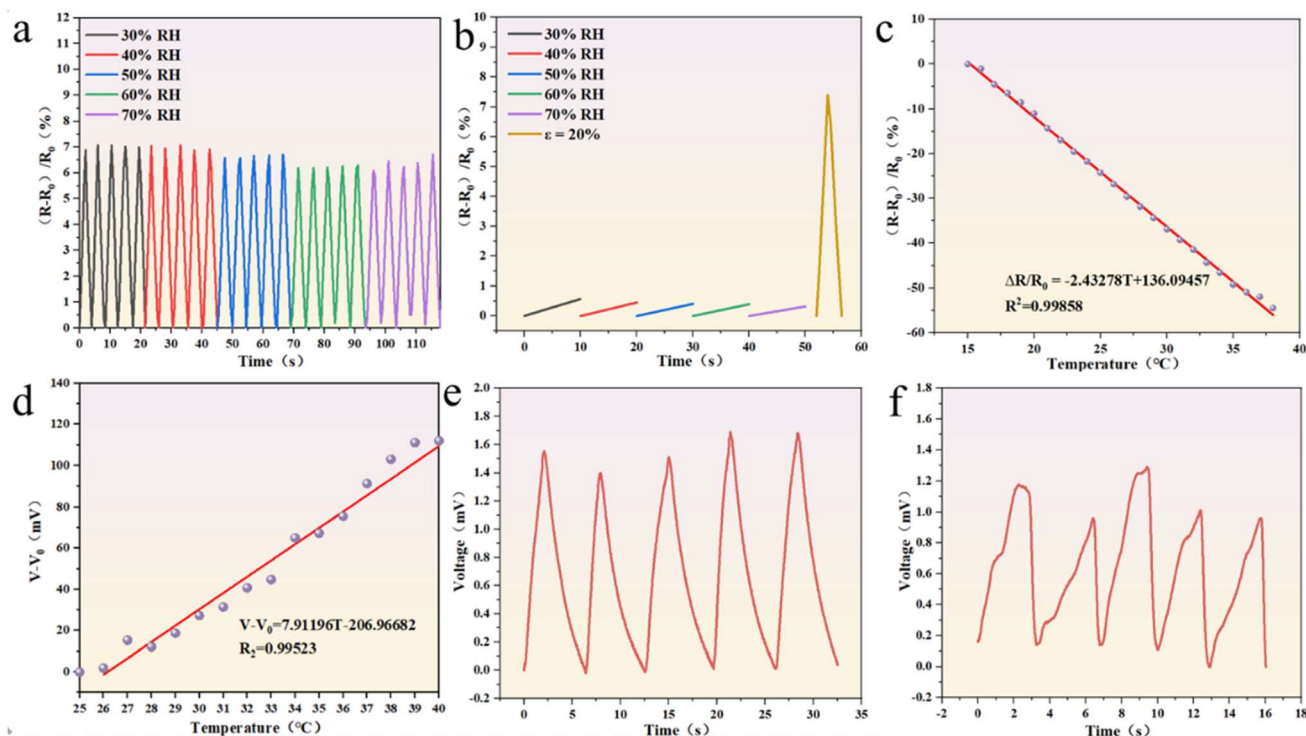 a
30% RH
40% RH
50% RH
60% RH
70% RH
(R-R₀)/R₀ (%)
0 1 2 3 4 5 6 7 8 9 10 11 12
0 10 20 30 40 50 60 70 80 90 100 110
Time (s)
b
30% RH
40% RH
50% RH
60% RH
70% RH
ε = 20%
(R-R₀)/R₀ (%)
0 1 2 3 4 5 6 7 8 9 10
0 10 20 30 40 50 60
Time (s)
c
(R-R₀)/R₀ (%)
0 -10 -20 -30 -40 -50 -60
ΔR/R₀ = -2.43278T+136.09457
R²=0.99858
10 15 20 25 30 35 40
Temperature (°C)
d
V-V₀ (mV)
0 20 40 60 80 100 120 140
V-V₀=7.91196T-206.96682
R₂=0.99523
25 26 27 28 29 30 31 32 33 34 35 36 37 38 39 40
Temperature (°C)
e
Voltage (mV)
-0.2 0.0 0.2 0.4 0.6 0.8 1.0 1.2 1.4 1.6 1.8 2.0
0 5 10 15 20 25 30 35
Time (s)
f
Voltage (mV)
-0.2 0.0 0.2 0.4 0.6 0.8 1.0 1.2 1.4 1.6 1.8
-2 0 2 4 6 8 10 12 14 16 18
Time (s)